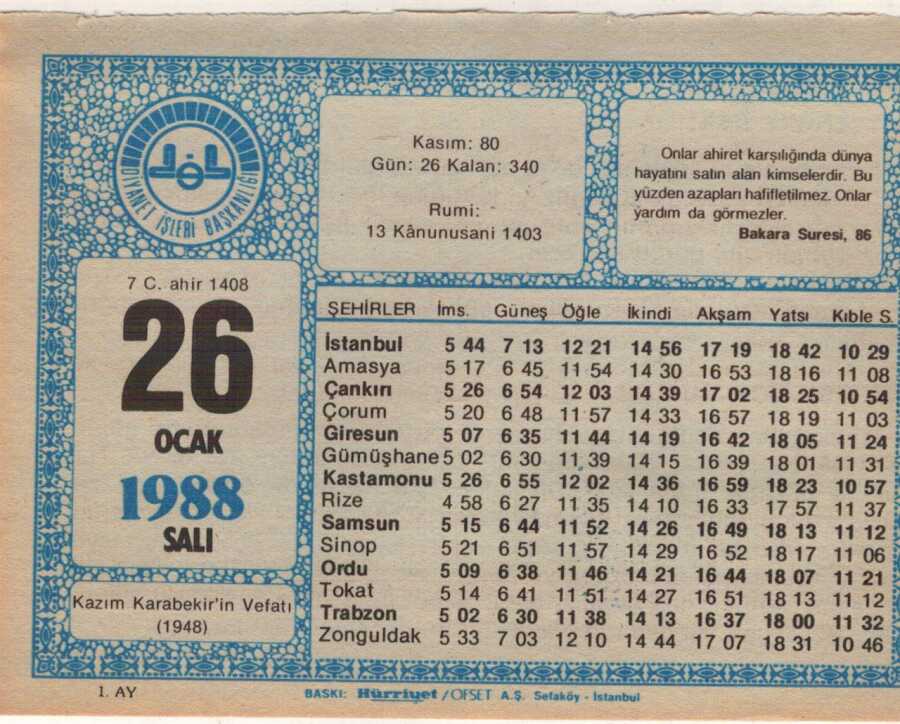 DİYANET İŞLERİ BAŞKANLIĞI
7 C. ahir 1408
26
OCAK
1988
SALI
Kazım Karabekir'in Vefatı
(1948)
Kasım: 80
Gün: 26 Kalan: 340
Rumi:
13 Kânunusani 1403
Onlar ahiret karşılığında dünya
hayatını satın alan kimselerdir. Bu
yüzden azapları hafifletilmez. Onlar
yardım da görmezler.
Bakara Suresi, 86
ŞEHİRLER İms. Güneş Öğle İkindi Akşam Yatsı Kıble S.
İstanbul 5 44 7 13 12 21 14 56 17 19 18 42 10 29
Amasya 5 17 6 45 11 54 14 30 16 53 18 16 11 08
Çankırı 5 26 6 54 12 03 14 39 17 02 18 25 10 54
Çorum 5 20 6 48 11 57 14 33 16 57 18 19 11 03
Giresun 5 07 6 35 11 44 14 19 16 42 18 05 11 24
Gümüşhane 5 02 6 30 11 39 14 15 16 39 18 01 11 31
Kastamonu 5 26 6 55 12 02 14 36 16 59 18 23 10 57
Rize 4 58 6 27 11 35 14 10 16 33 17 57 11 37
Samsun 5 15 6 44 11 52 14 26 16 49 18 13 11 12
Sinop 5 21 6 51 11 57 14 29 16 52 18 17 11 06
Ordu 5 09 6 38 11 46 14 21 16 44 18 07 11 21
Tokat 5 14 6 41 11 51 14 27 16 51 18 13 11 12
Trabzon 5 02 6 30 11 38 14 13 16 37 18 00 11 32
Zonguldak 5 33 7 03 12 10 14 44 17 07 18 31 10 46
1. AY
BASKI: Hürriyet / OFSET A.Ş. Sefaköy - İstanbul